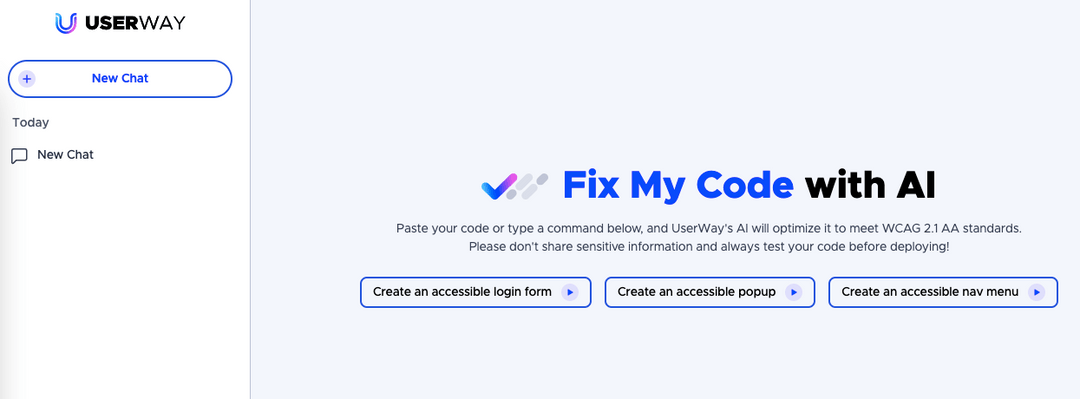 USERWAY
New Chat
Today
New Chat
Fix My Code with AI
Paste your code or type a command below, and UserWay's AI will optimize it to meet WCAG 2.1 AA standards.
Please don't share sensitive information and always test your code before deploying!
Create an accessible login form
Create an accessible popup
Create an accessible nav menu